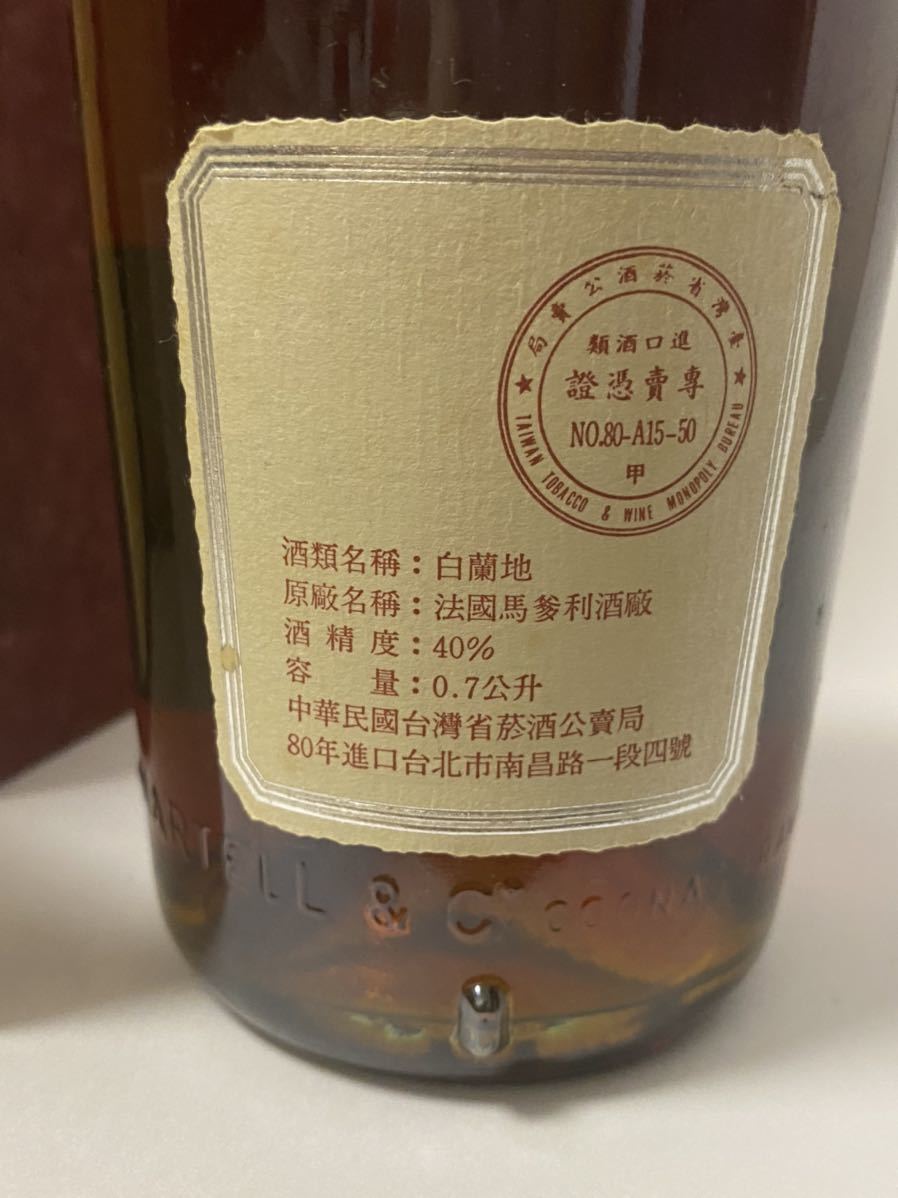 臺灣省菸酒公賣局
進口酒類
專賣憑證
NO.80-A15-50
甲
★ TAIWAN TOBACCO & WINE MONOPOLY BUREAU ★
酒類名稱：白蘭地
原廠名稱：法國馬爹利酒廠
酒精度：40%
容量：0.7公升
中華民國台灣省菸酒公賣局
80年進口台北市南昌路一段四號
MARTELL & Cº COGNA